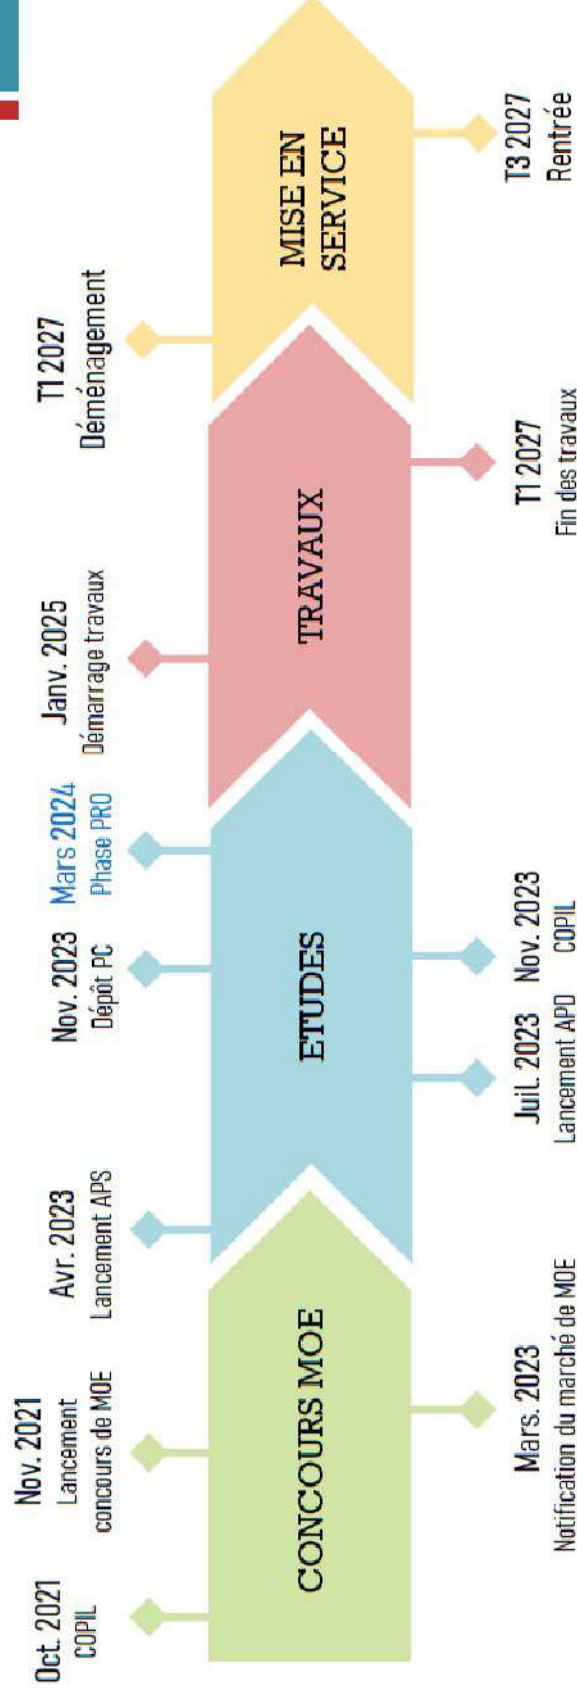 Oct. 2021
COPIL
Nov. 2021
Lancement
concours de MOE
Avr. 2023
Lancement APS
Nov. 2023
Dépôt PC
Mars 2024
Phase PRO
Janv. 2025
Démarrage travaux
T1 2027
Déménagement
CONCOURS MOE
ETUDES
TRAVAUX
MISE EN
SERVICE
Mars. 2023
Notification du marché de MOE
Juil. 2023
Lancement APD
Nov. 2023
COPIL
T1 2027
Fin des travaux
T3 2027
Rentrée